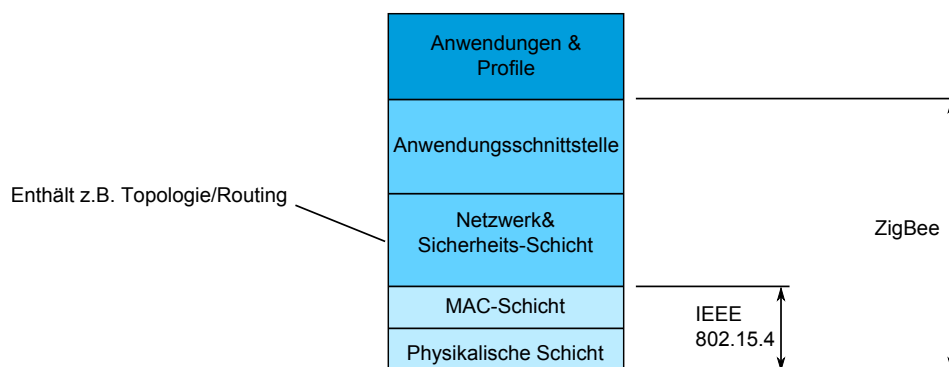 Anwendungen &
Profile
Anwendungsschnittstelle
Enthält z.B. Topologie/Routing
Netzwerk&
Sicherheits-Schicht
ZigBee
MAC-Schicht
IEEE
802.15.4
Physikalische Schicht